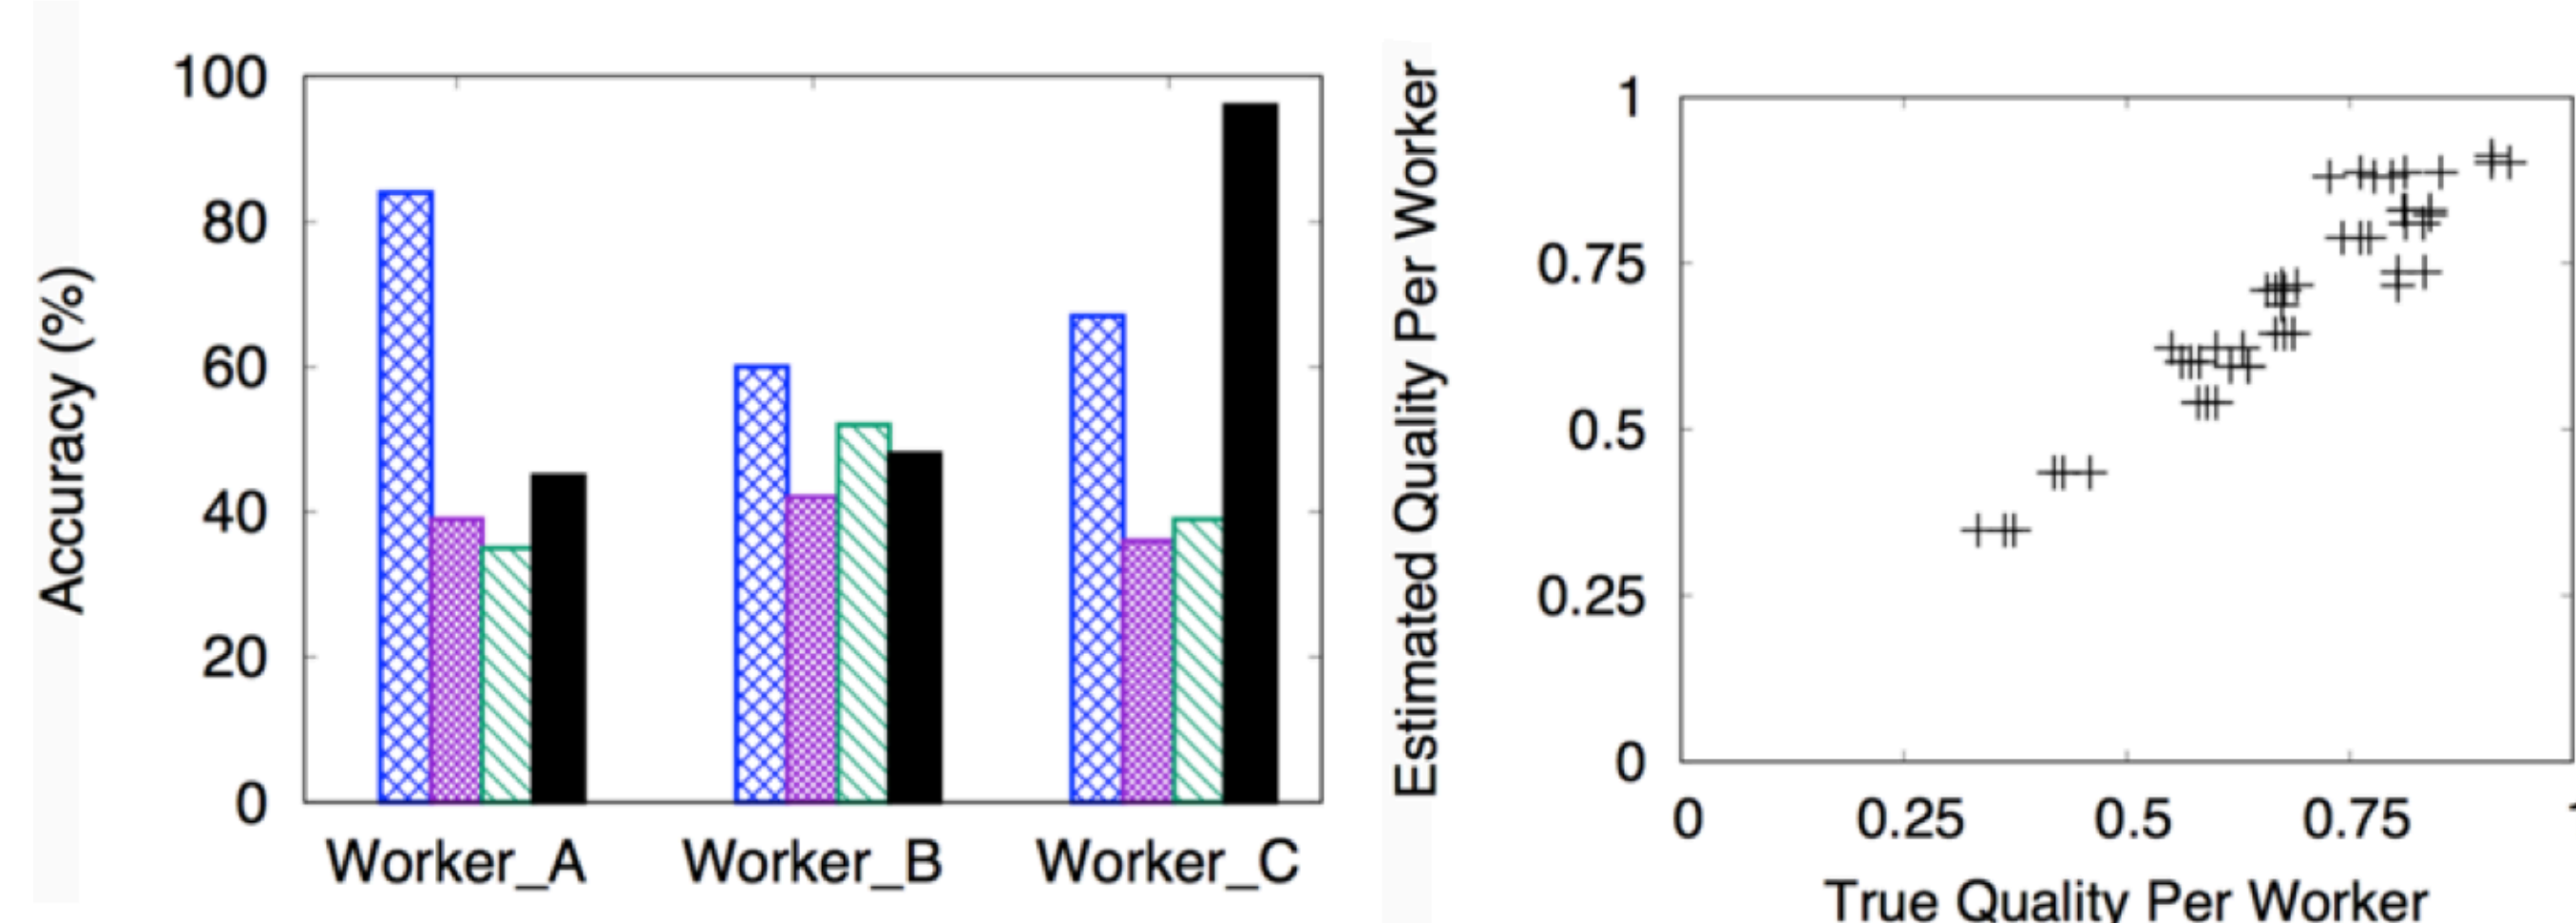 Accuracy (%)
100
80
60
40
20
0
Worker_A Worker_B Worker_C
Estimated Quality Per Worker
1
0.75
0.5
0.25
0
0 0.25 0.5 0.75
True Quality Per Worker